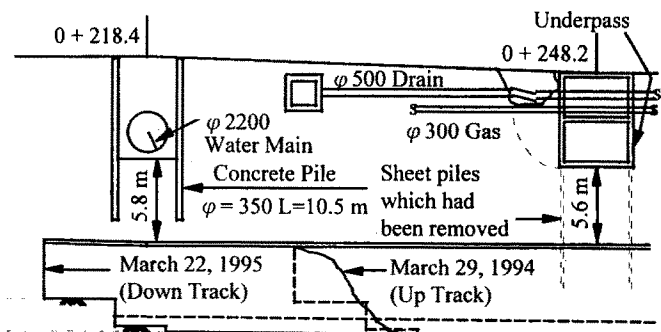 Underpass
0 + 218.4
0 + 248.2
φ 500 Drain
φ 2200
Water Main
φ 300 Gas
Concrete Pile
φ = 350 L=10.5 m
Sheet piles
which had
been removed
5.8 m
5.6 m
March 22, 1995
(Down Track)
March 29, 1994
(Up Track)
S
S
S
S